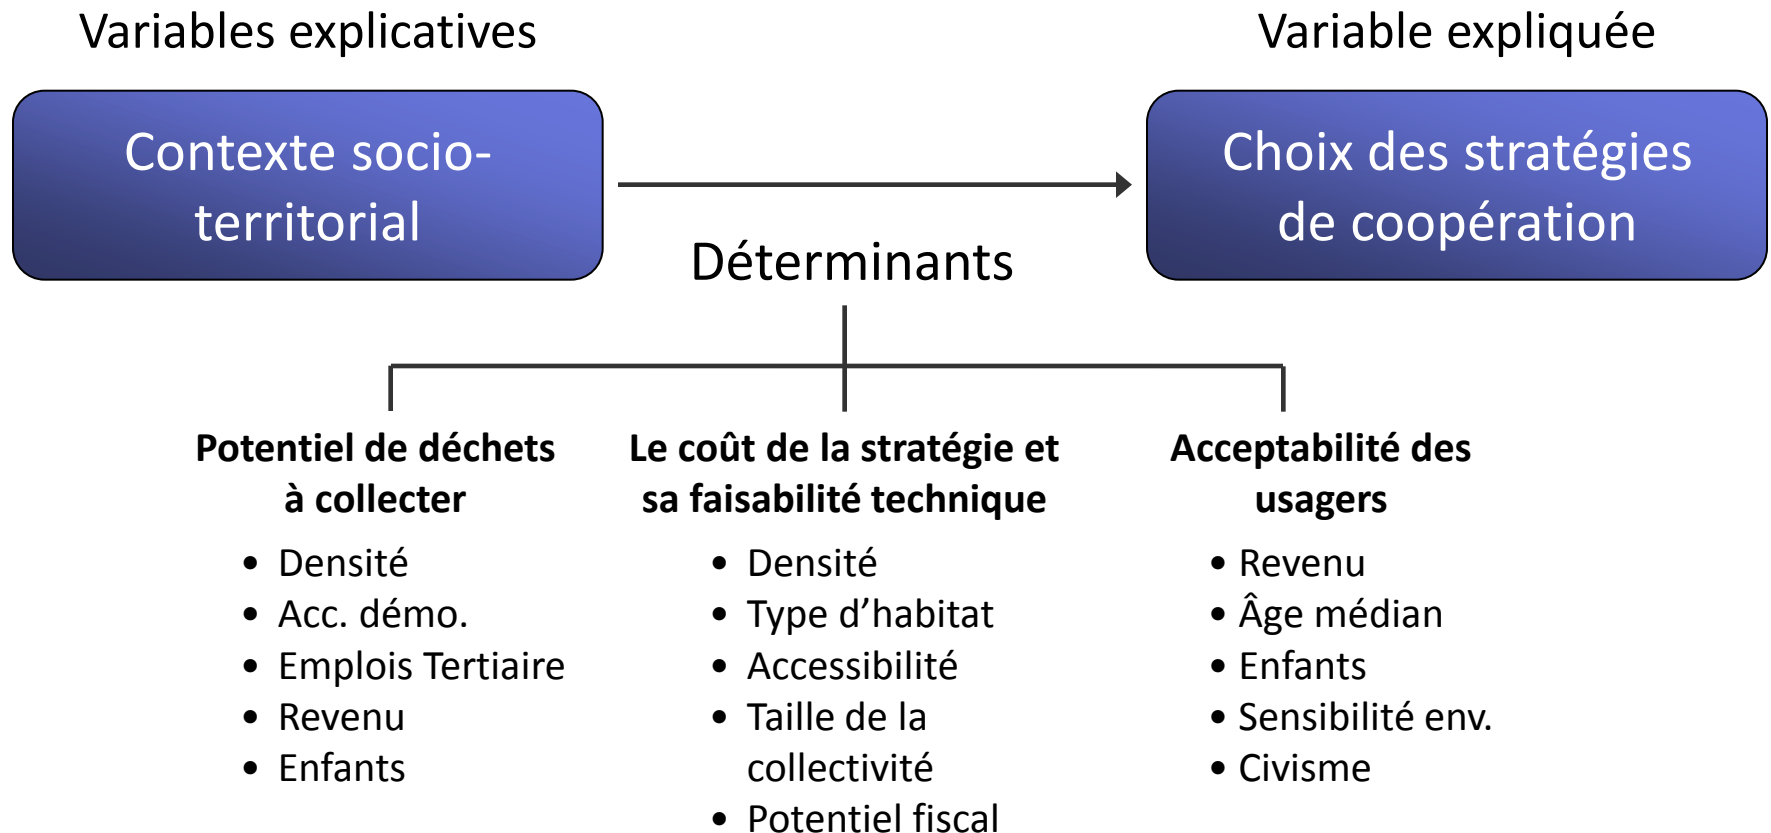 Variables explicatives
Variable expliquée
Contexte socio-
territorial
Choix des stratégies
de coopération
Déterminants
Potentiel de déchets
à collecter
• Densité
• Acc. démo.
• Emplois Tertiaire
• Revenu
• Enfants
Le coût de la stratégie et
sa faisabilité technique
• Densité
• Type d’habitat
• Accessibilité
• Taille de la
collectivité
• Potentiel fiscal
Acceptabilité des
usagers
• Revenu
• Âge médian
• Enfants
• Sensibilité env.
• Civisme